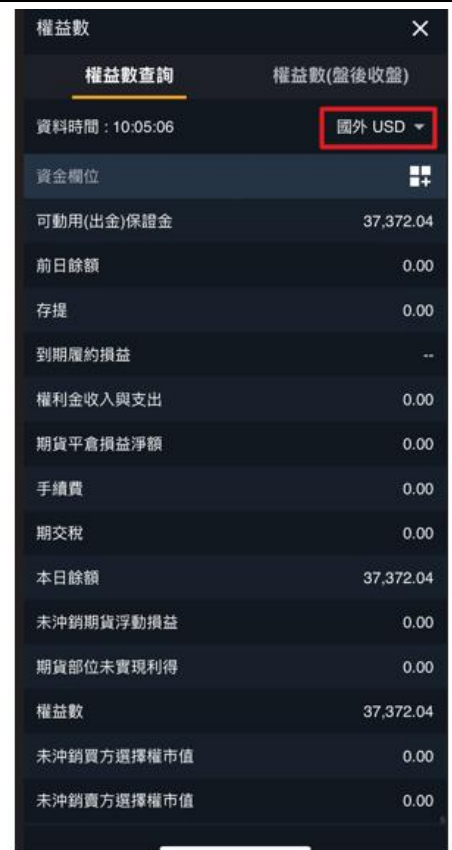 權益數
權益數查詢 權益數(盤後收盤)
資料時間 : 10:05:06 國外 USD
資金欄位
可動用(出金)保證金 37,372.04
前日餘額 0.00
存提 0.00
到期履約損益 --
權利金收入與支出 0.00
期貨平倉損益淨額 0.00
手續費 0.00
期交稅 0.00
本日餘額 37,372.04
未沖銷期貨浮動損益 0.00
期貨部位未實現利得 0.00
權益數 37,372.04
未沖銷買方選擇權市值 0.00
未沖銷賣方選擇權市值 0.00